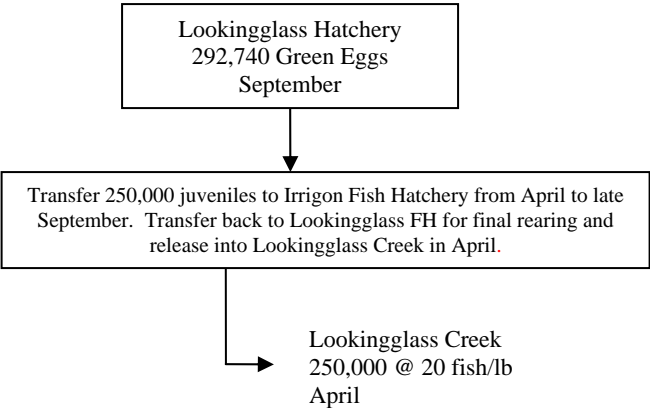 Lookingglass Hatchery
292,740 Green Eggs
September
Transfer 250,000 juveniles to Irrigon Fish Hatchery from April to late
September.  Transfer back to Lookingglass FH for final rearing and
release into Lookingglass Creek in April.
Lookingglass Creek
250,000 @ 20 fish/lb
April